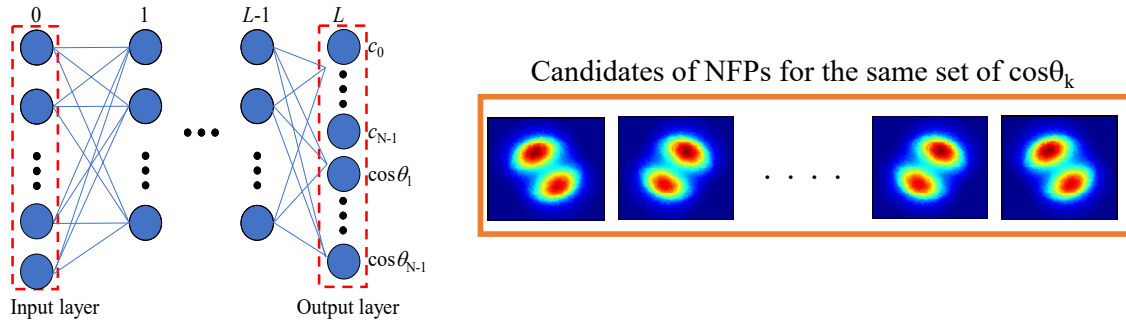 0 1 L-1 L
c0
cN-1
cosθ1
cosθN-1
Input layer Output layer
Candidates of NFPs for the same set of cosθk